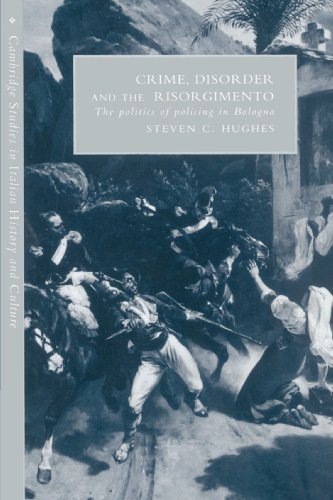 CRIME, DISORDER
AND THE RISORGIMENTO
The politics of policing in Bologna
STEVEN C. HUGHES
Cambridge Studies in Italian History and Culture